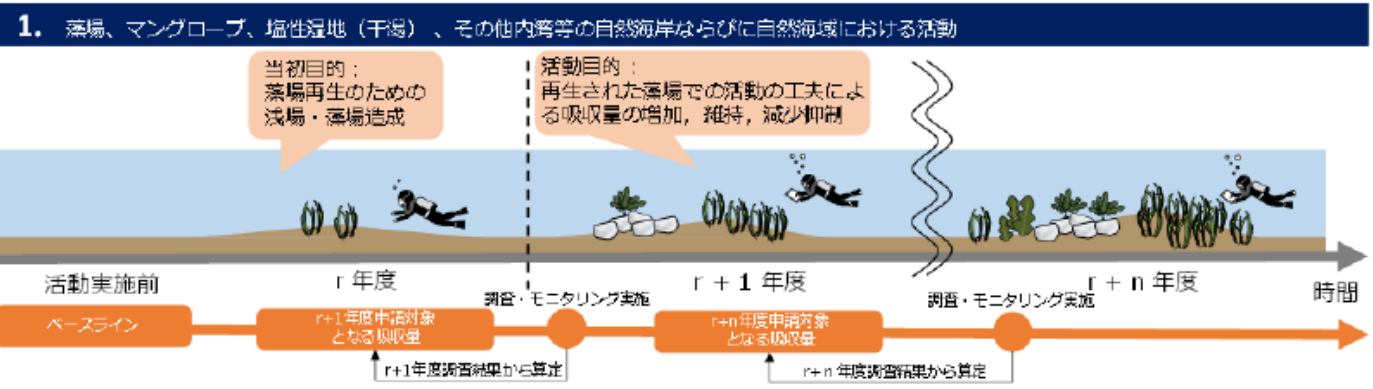 1. 藻場、マングローブ、塩性湿地（干潟）、その他内湾等の自然海岸ならびに自然海域における活動
当初目的：
藻場再生のための
浅場・藻場造成
活動目的：
再生された藻場での活動の工夫によ
る吸収量の増加，維持，減少抑制
活動実施前
r 年度
調査・モニタリング実施
r + 1 年度
調査・モニタリング実施
r + n 年度
時間
ベースライン
r+1年度申請対象
となる吸収量
r+n年度申請対象
となる吸収量
r+1年度調査結果から算定
r+n 年度調査結果から算定